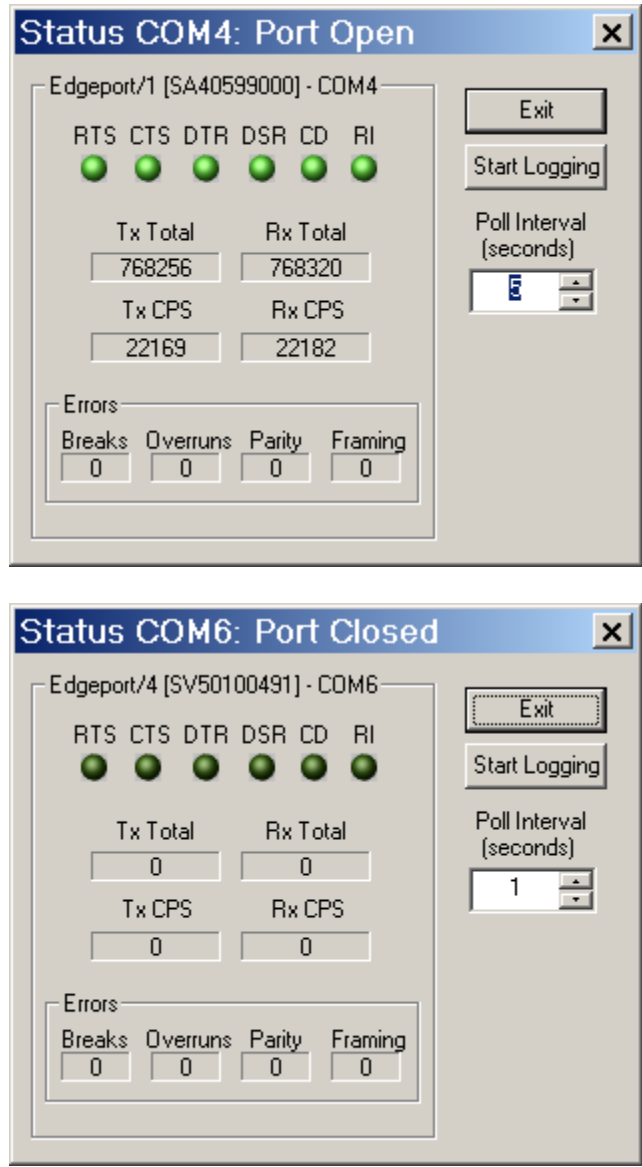 Status COM4: Port Open
Edgeport/1 [SA40599000] - COM4
RTS CTS DTR DSR CD RI
Tx Total Rx Total
768256 768320
Tx CPS Rx CPS
22169 22182
Errors
Breaks Overruns Parity Framing
0 0 0 0
Exit
Start Logging
Poll Interval
(seconds)
5
Status COM6: Port Closed
Edgeport/4 [SV50100491] - COM6
RTS CTS DTR DSR CD RI
Tx Total Rx Total
0 0
Tx CPS Rx CPS
0 0
Errors
Breaks Overruns Parity Framing
0 0 0 0
Exit
Start Logging
Poll Interval
(seconds)
1